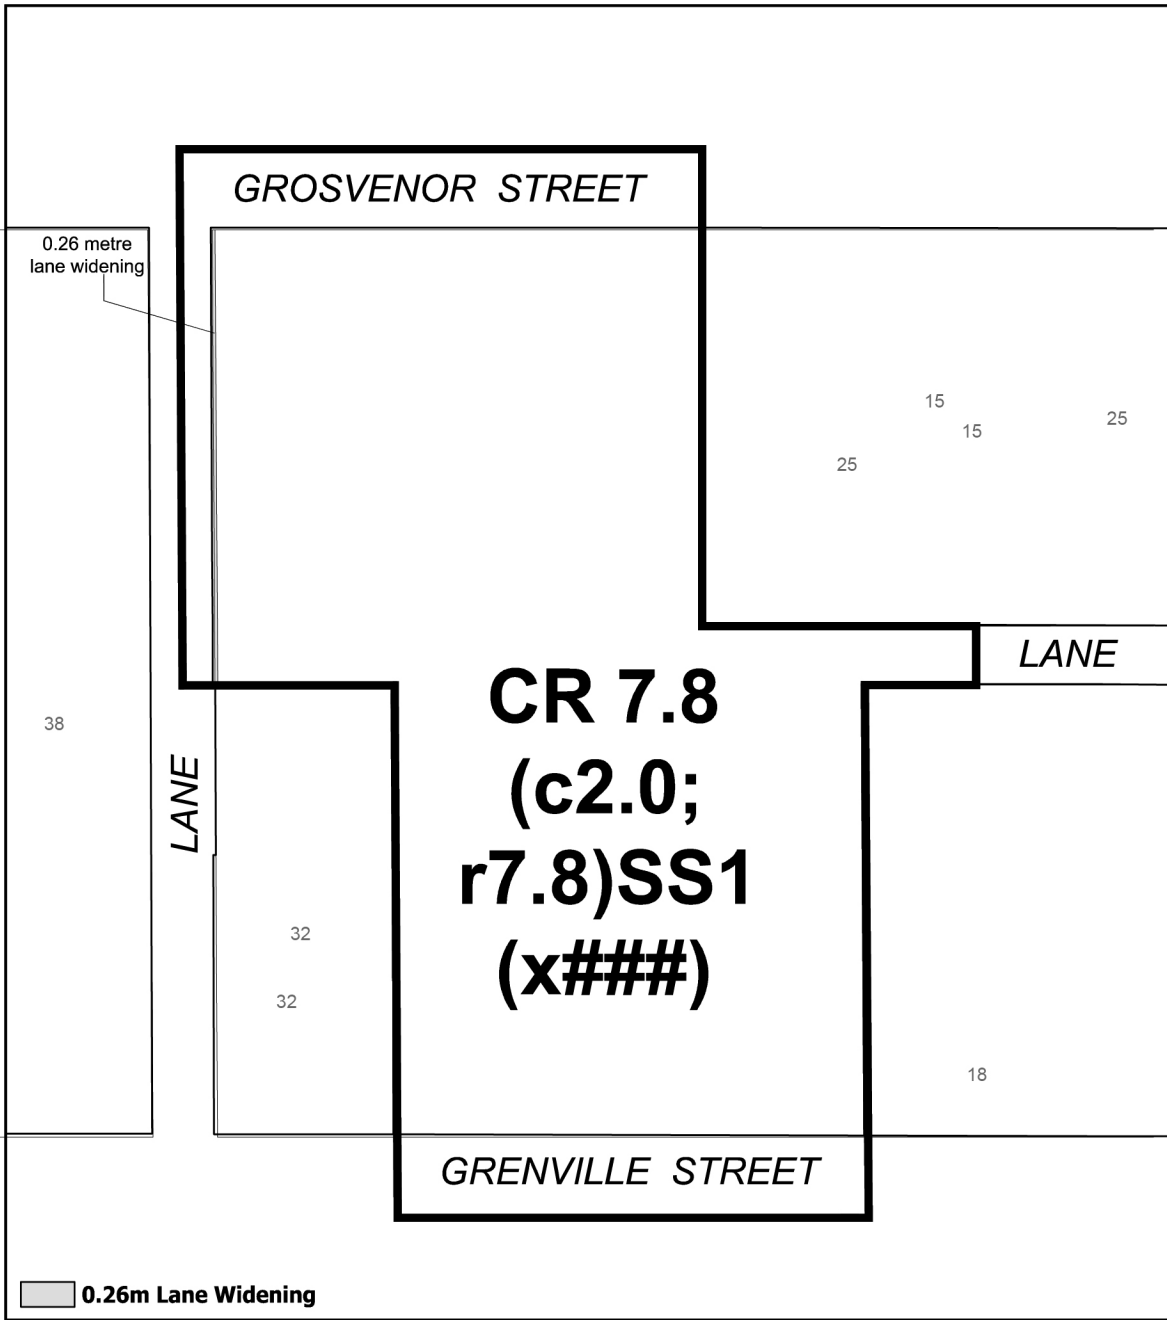 GROSVENOR STREET
0.26 metre
lane widening
15
25
15
25
LANE
CR 7.8
(c2.0;
r7.8)SS1
(x###)
38
LANE
32
32
18
GRENVILLE STREET
0.26m Lane Widening